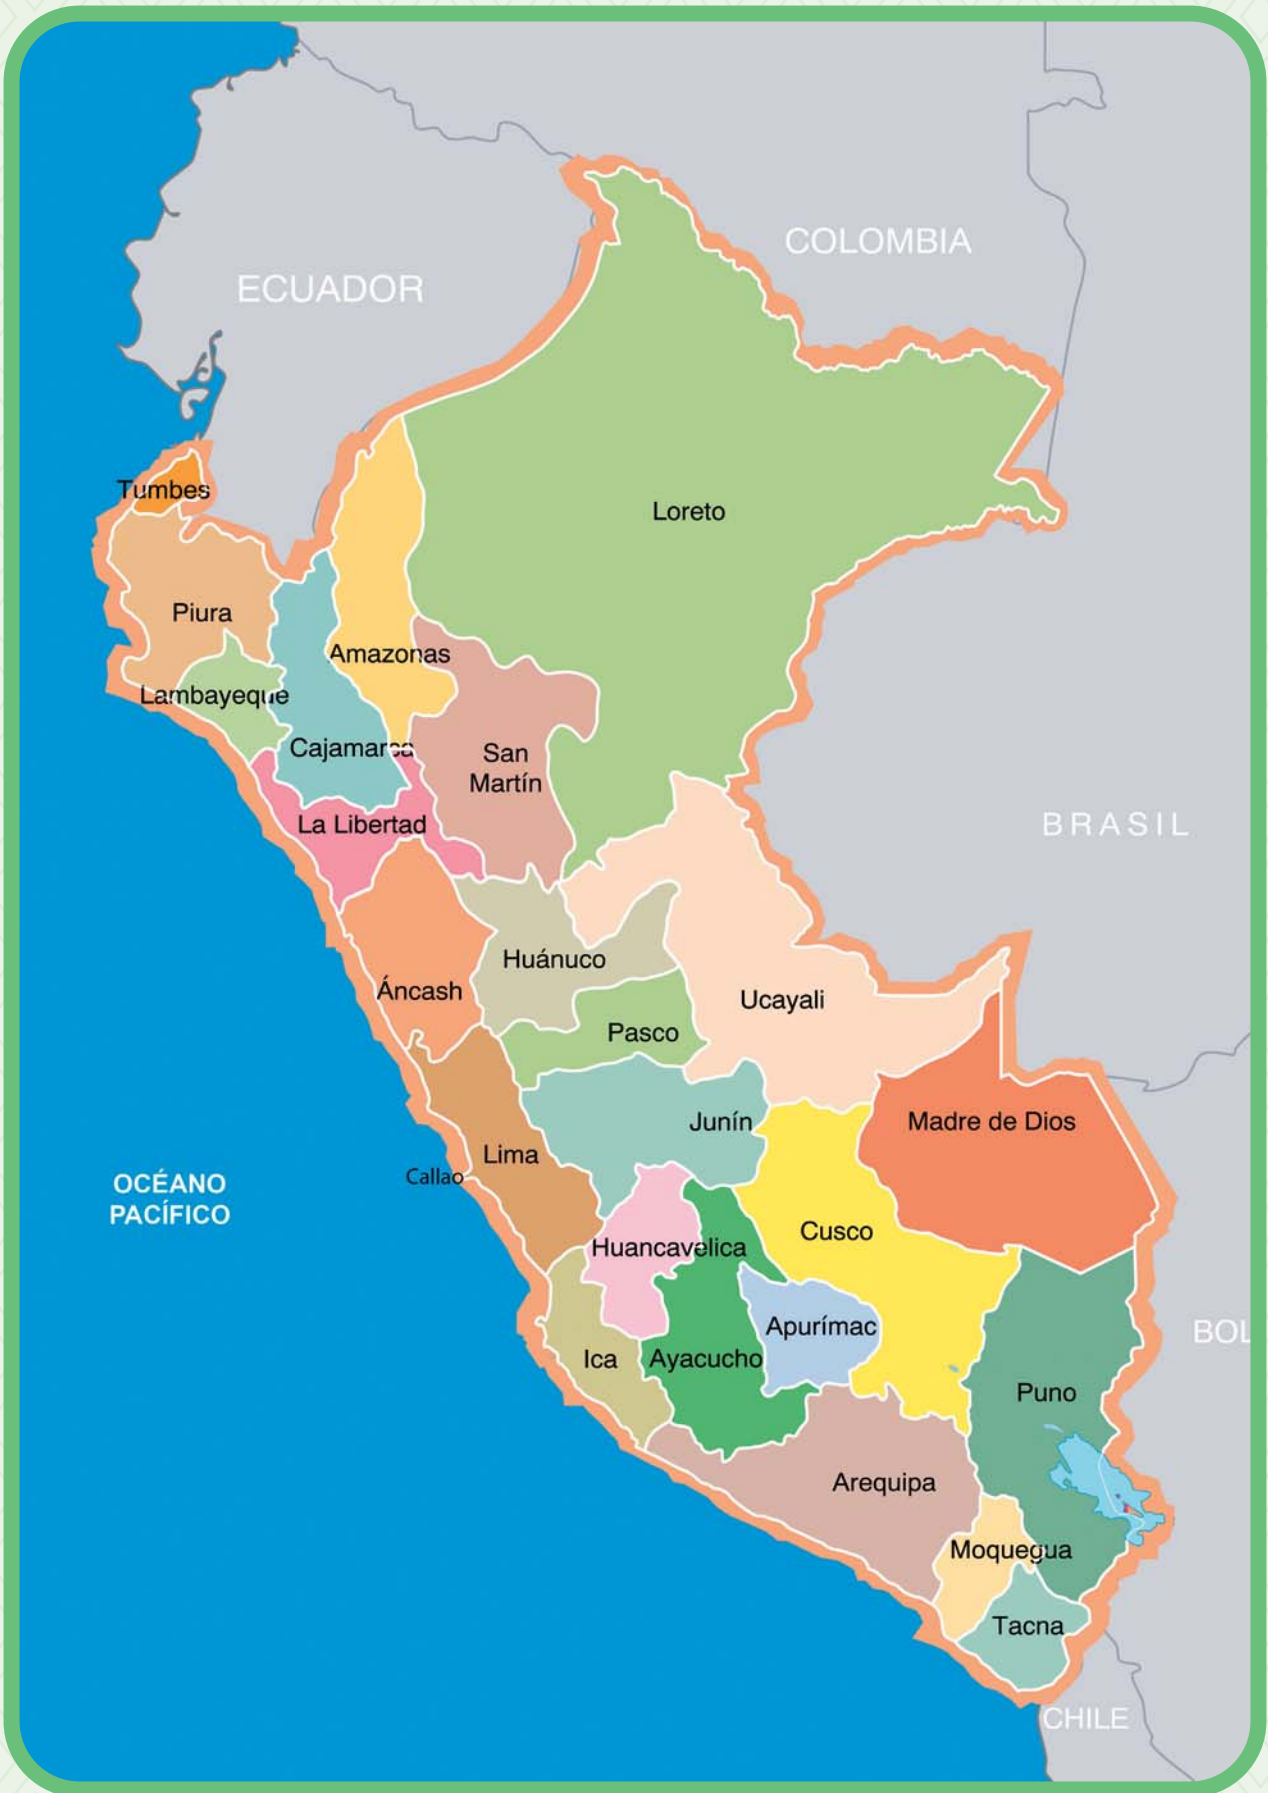 COLOMBIA
ECUADOR
Tumbes
Loreto
Piura
Amazonas
Lambayeque
Cajamarca
San
Martín
La Libertad
BRASIL
Huánuco
Áncash
Ucayali
Pasco
Junín
Madre de Dios
Lima
Callao
OCÉANO
PACÍFICO
Cusco
Huancavelica
Apurímac
BOL
Ica
Ayacucho
Puno
Arequipa
Moquegua
Tacna
CHILE